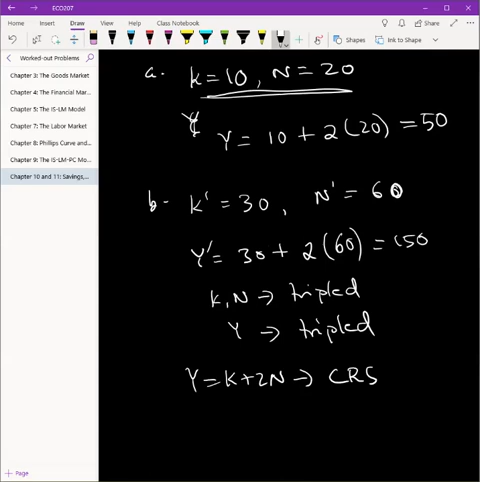 ECO207
Home Insert Draw View Help Class Notebook
Share
Shapes
Ink to Shape
Worked-out Problems
Chapter 3: The Goods Market
Chapter 4: The Financial Mar...
Chapter 5: The IS-LM Model
Chapter 7: The Labor Market
Chapter 8: Phillips Curve and...
Chapter 9: The IS-LM-PC Mo...
Chapter 10 and 11: Savings,...
+ Page
a. K = 10, N = 20
Y = 10 + 2(20) = 50
b- K' = 30, N' = 60
Y' = 30 + 2(60) = 150
K, N → tripled
Y → tripled
Y = K + 2N → CRS